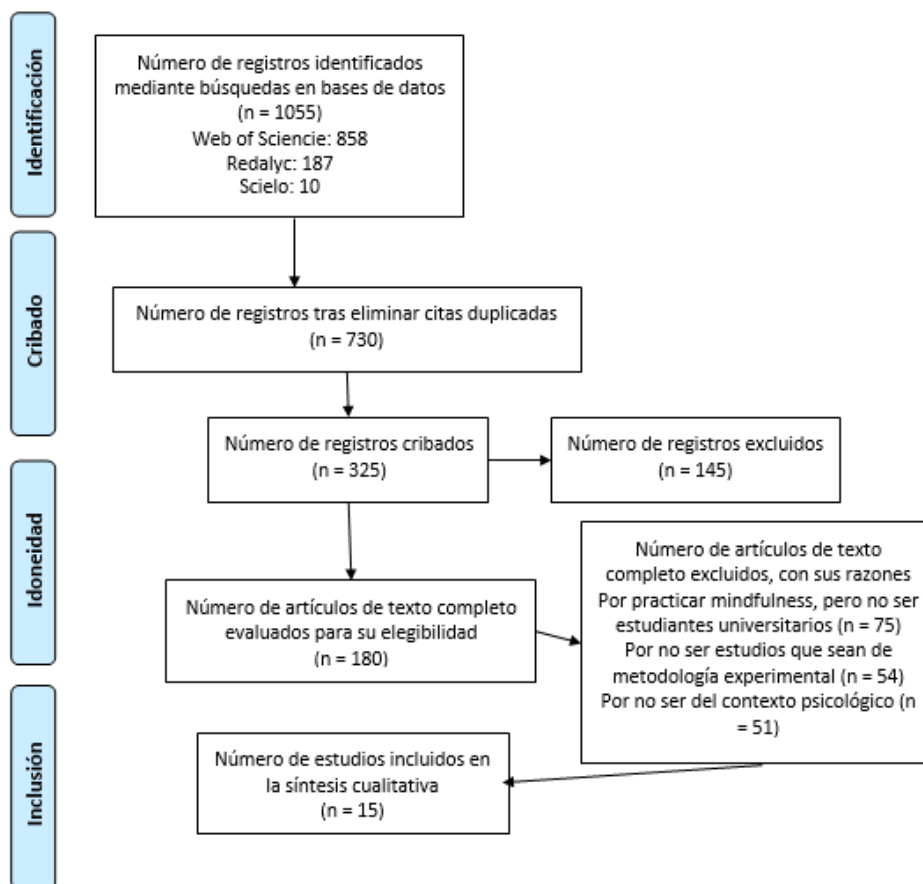 Identificación
Número de registros identificados
mediante búsquedas en bases de datos
(n = 1055)
Web of Sciencie: 858
Redalyc: 187
Scielo: 10
Cribado
Número de registros tras eliminar citas duplicadas
(n = 730)
Número de registros cribados
(n = 325)
Número de registros excluidos
(n = 145)
Idoneidad
Número de artículos de texto completo
evaluados para su elegibilidad
(n = 180)
Número de artículos de texto
completo excluidos, con sus razones
Por practicar mindfulness, pero no ser
estudiantes universitarios (n = 75)
Por no ser estudios que sean de
metodología experimental (n = 54)
Por no ser del contexto psicológico (n
= 51)
Inclusión
Número de estudios incluidos en
la síntesis cualitativa
(n = 15)